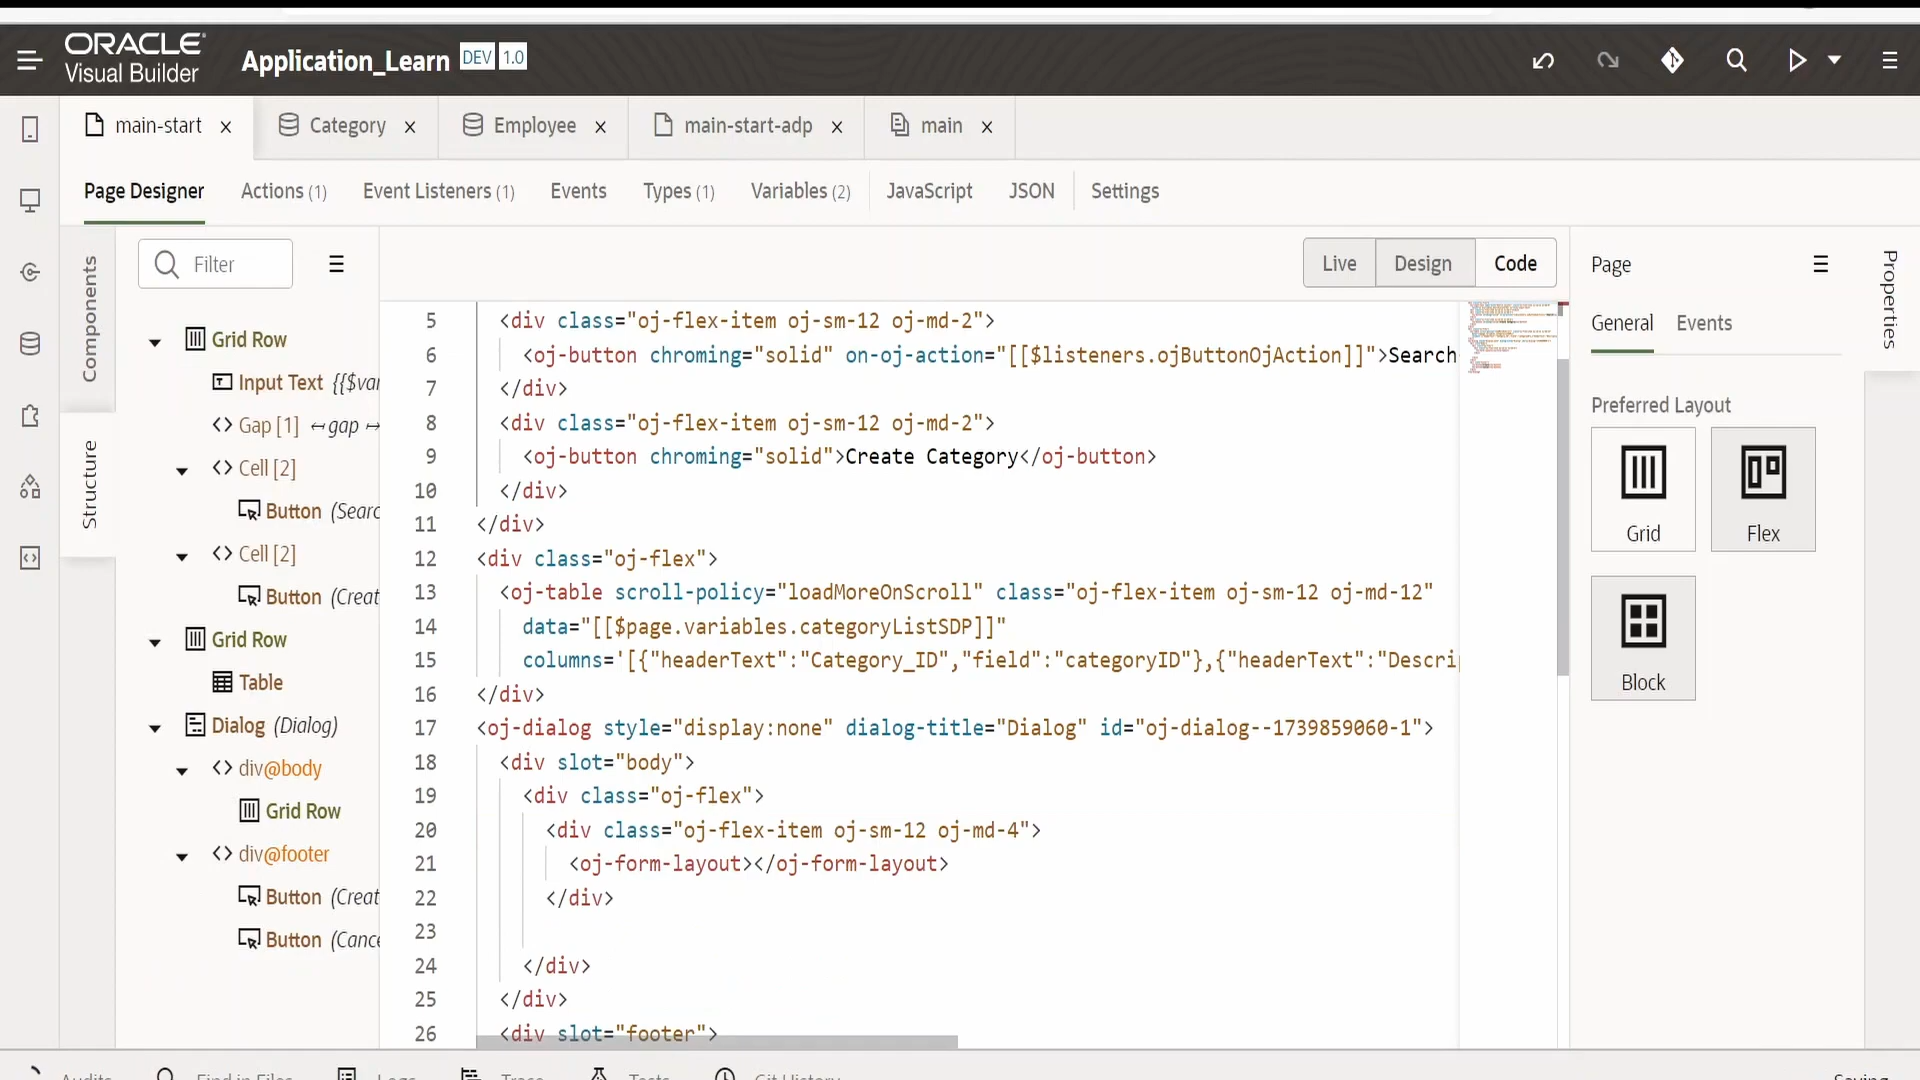 ORACLE
Visual Builder
Application_Learn DEV 1.0
main-start
Category
Employee
main-start-adp
main
Page Designer
Actions (1)
Event Listeners (1)
Events
Types (1)
Variables (2)
JavaScript
JSON
Settings
Components
Structure
Filter
Grid Row
Input Text {{$var
Gap [1] gap
Cell [2]
Button (Searc
Cell [2]
Button (Creat
Grid Row
Table
Dialog (Dialog)
div@body
Grid Row
div@footer
Button (Creat
Button (Cance
Live
Design
Code
5 <div class="oj-flex-item oj-sm-12 oj-md-2">
6 <oj-button chroming="solid" on-oj-action="[[$listeners.ojButtonOjAction]]">Search
7 </div>
8 <div class="oj-flex-item oj-sm-12 oj-md-2">
9 <oj-button chroming="solid">Create Category</oj-button>
10 </div>
11 </div>
12 <div class="oj-flex">
13 <oj-table scroll-policy="loadMoreOnScroll" class="oj-flex-item oj-sm-12 oj-md-12"
14 data="[[$page.variables.categoryListSDP]]"
15 columns='[{"headerText":"Category_ID","field":"categoryID"},{"headerText":"Descri
16 </div>
17 <oj-dialog style="display:none" dialog-title="Dialog" id="oj-dialog--1739859060-1">
18 <div slot="body">
19 <div class="oj-flex">
20 <div class="oj-flex-item oj-sm-12 oj-md-4">
21 <oj-form-layout></oj-form-layout>
22 </div>
23
24 </div>
25 </div>
26 <div slot="footer">
Page
General
Events
Preferred Layout
Grid
Flex
Block
Properties
Audits
Find in Files
Logs
Trace
Tests
Git History
Saving